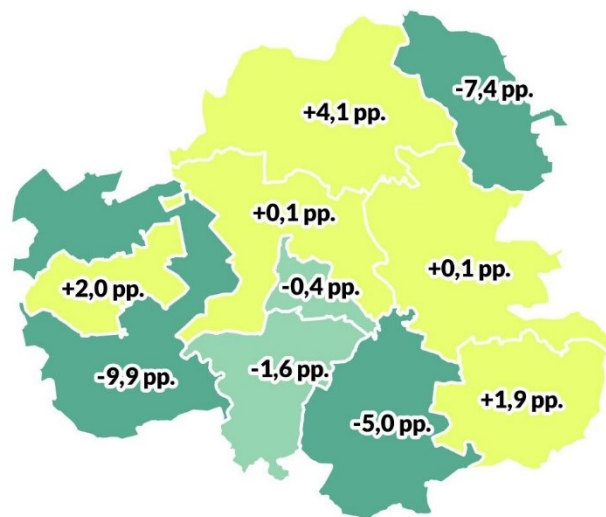 -7,4 pp.
+4,1 pp.
+0,1 pp.
+0,1 pp.
+2,0 pp.
-0,4 pp.
-9,9 pp.
-1,6 pp.
-5,0 pp.
+1,9 pp.